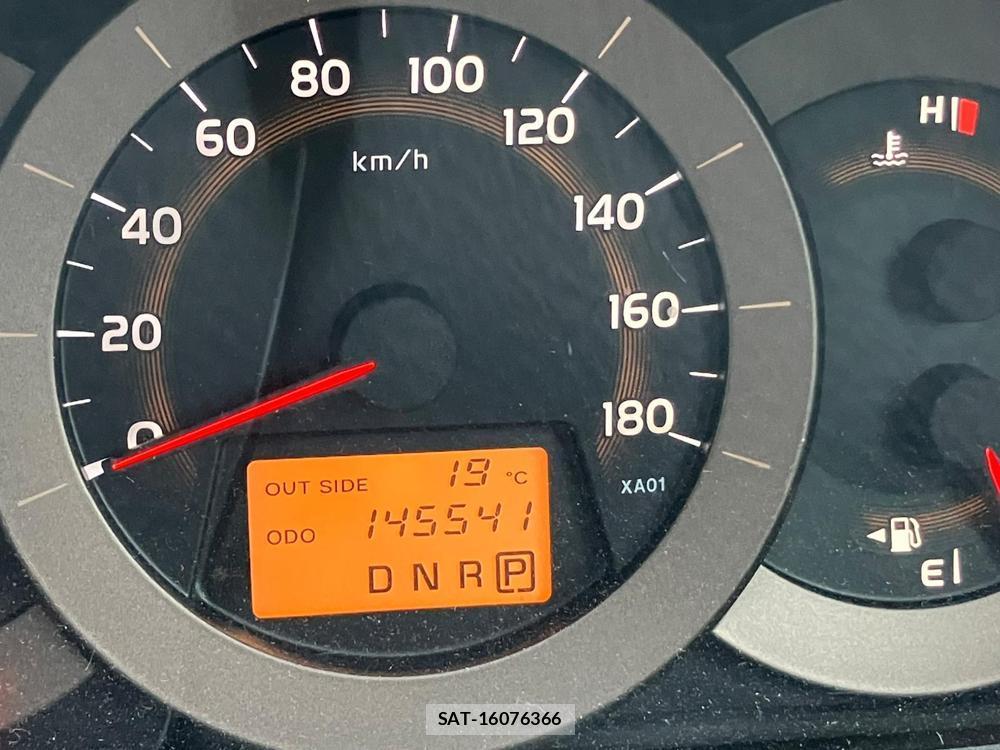 80 100
60 120
km/h
40 140
20 160
0 180
H
OUT SIDE 19 °C
ODO 145541
D N R P
XA01
E
SAT-16076366